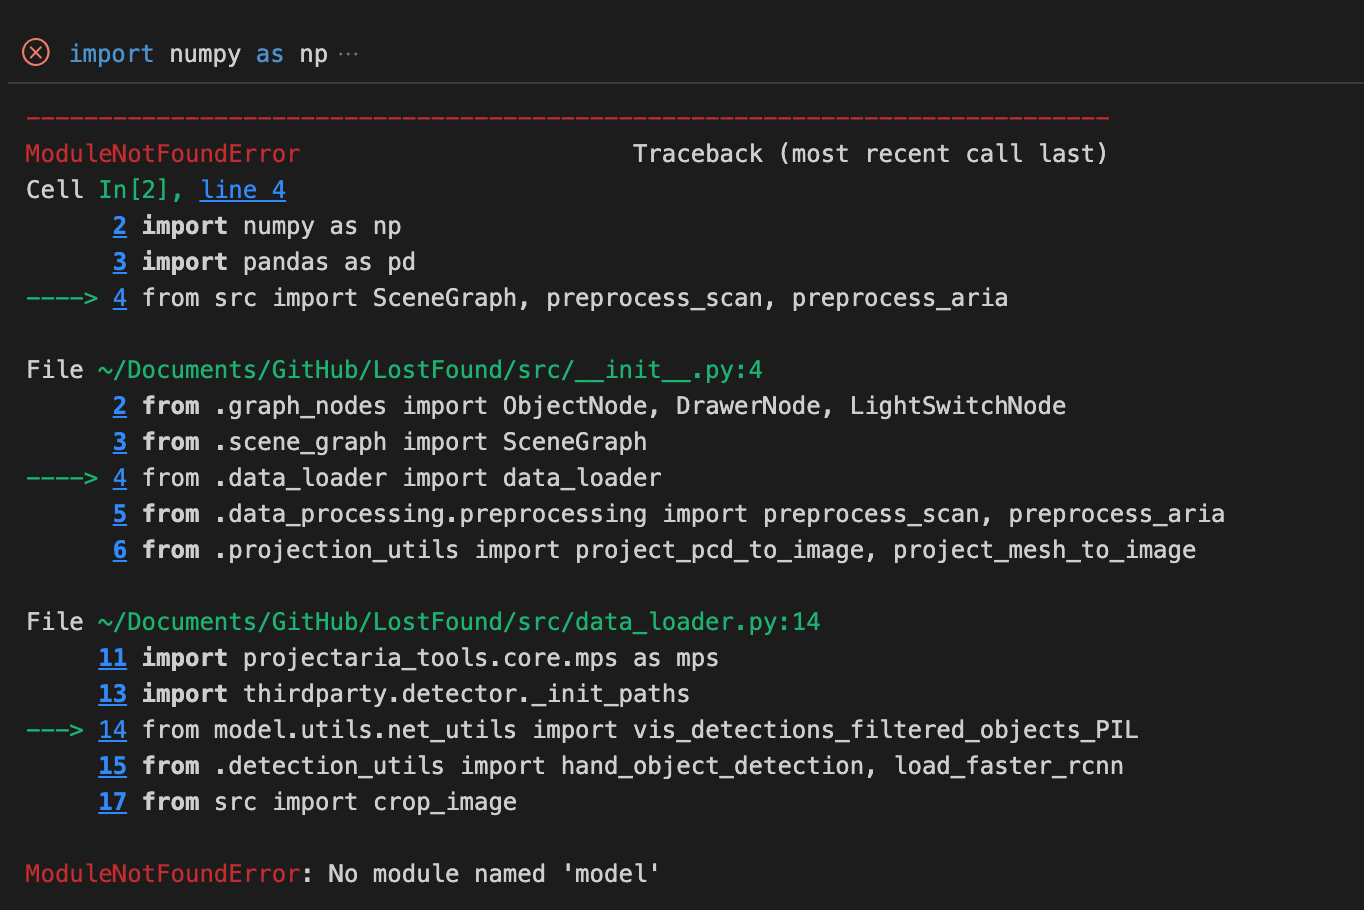 import numpy as np ...
---------------------------------------------------------------------------
ModuleNotFoundError                       Traceback (most recent call last)
Cell In[2], line 4
      2 import numpy as np
      3 import pandas as pd
----> 4 from src import SceneGraph, preprocess_scan, preprocess_aria

File ~/Documents/GitHub/LostFound/src/__init__.py:4
      2 from .graph_nodes import ObjectNode, DrawerNode, LightSwitchNode
      3 from .scene_graph import SceneGraph
----> 4 from .data_loader import data_loader
      5 from .data_processing.preprocessing import preprocess_scan, preprocess_aria
      6 from .projection_utils import project_pcd_to_image, project_mesh_to_image

File ~/Documents/GitHub/LostFound/src/data_loader.py:14
     11 import projectaria_tools.core.mps as mps
     13 import thirdparty.detector._init_paths
---> 14 from model.utils.net_utils import vis_detections_filtered_objects_PIL
     15 from .detection_utils import hand_object_detection, load_faster_rcnn
     17 from src import crop_image

ModuleNotFoundError: No module named 'model'